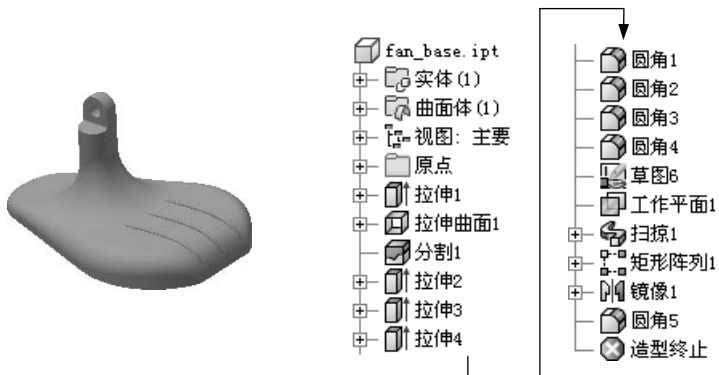 fan_base.ipt
实体(1)
曲面体(1)
视图: 主要
原点
拉伸1
拉伸曲面1
分割1
拉伸2
拉伸3
拉伸4
圆角1
圆角2
圆角3
圆角4
草图6
工作平面1
扫掠1
矩形阵列1
镜像1
圆角5
造型终止